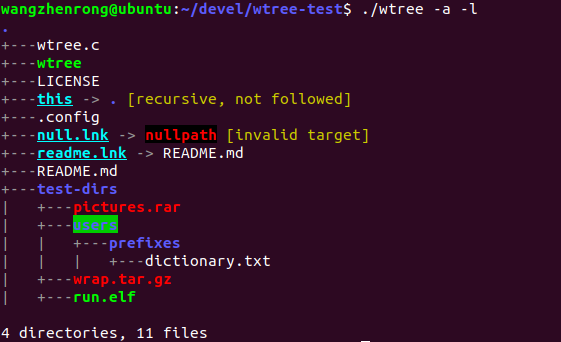 wangzhenrong@ubuntu:~/devel/wtree-test$ ./wtree -a -l
.
+---wtree.c
+---wtree
+---LICENSE
+---this -> . [recursive, not followed]
+---.config
+---null.lnk -> nullpath [invalid target]
+---readme.lnk -> README.md
+---README.md
+---test-dirs
|   +---pictures.rar
|   +---
|   |   +---prefixes
|   |   |   +---dictionary.txt
|   +---wrap.tar.gz
|   +---run.elf
4 directories, 11 files